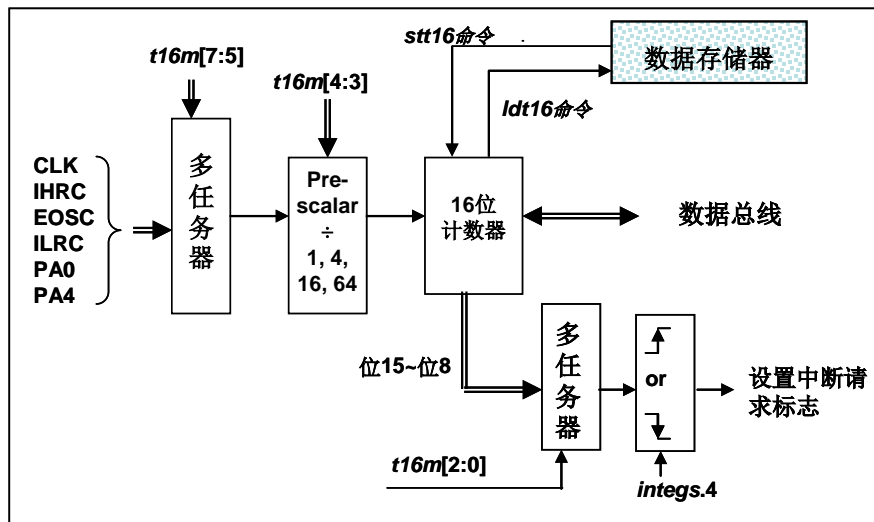 stt16命令
数据存储器
t16m[7:5]
t16m[4:3]
ldt16命令
CLK
IHRC
EOSC
ILRC
PA0
PA4
多
任
务
器
Pre-
scalar
÷
1, 4,
16, 64
16位
计数器
数据总线
位15~位8
多
任
务
器
or
设置中断请
求标志
t16m[2:0]
integs.4